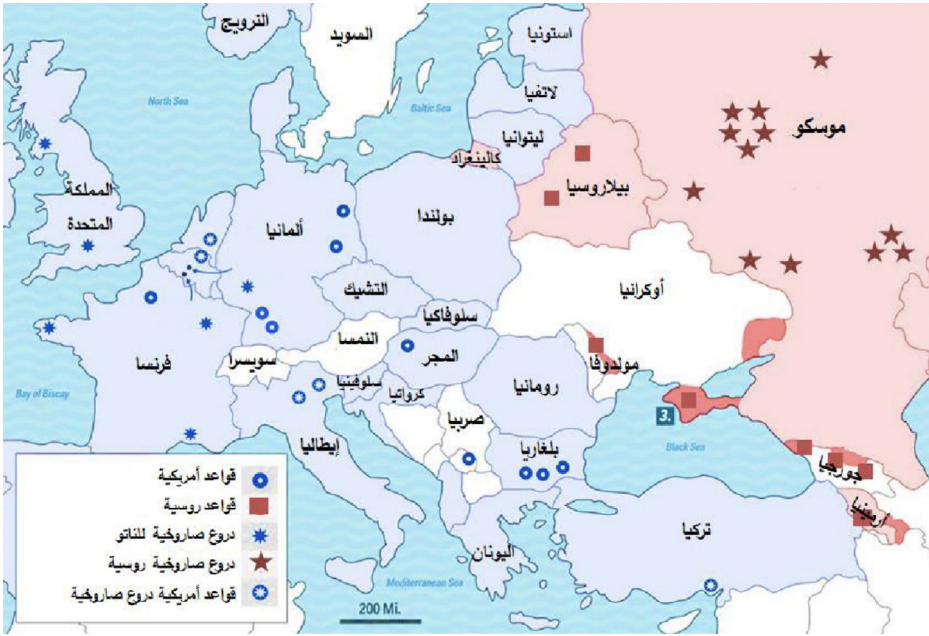 النرويج
السويد
استونيا
North Sea
Baltic Sea
لاتفيا
ليتوانيا
موسكو
كالينغراد
بيلاروسيا
المملكة
المتحدة
ألمانيا
بولندا
التشيك
أوكرانيا
سلوفاكيا
النمسا
المجر
مولدوفا
سويسرا
فرنسا
سلوفينيا
كرواتيا
رومانيا
Bay of Biscay
صربيا
3.
Black Sea
إيطاليا
بلغاريا
جورجيا
أرمينيا
تركيا
اليونان
Mediterranean Sea
200 Mi.
قواعد أمريكية
قواعد روسية
دروع صاروخية للناتو
دروع صاروخية روسية
قواعد أمريكية دروع صاروخية